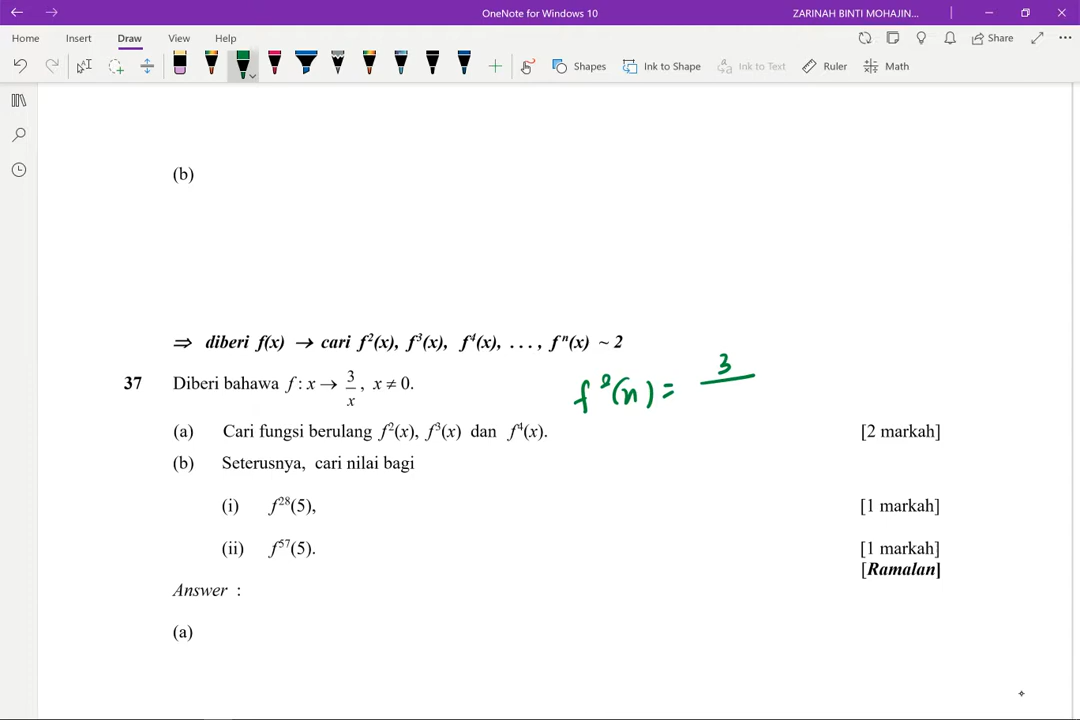 OneNote for Windows 10
ZARINAH BINTI MOHAJIN...
Home Insert Draw View Help
Share
Shapes Ink to Shape Ink to Text Ruler Math
(b)
⇒ diberi f(x) → cari f²(x), f³(x), f⁴(x), . . . , fⁿ(x) ~ 2
37 Diberi bahawa f : x → 3/x, x ≠ 0.
f²(x) = 3
(a) Cari fungsi berulang f²(x), f³(x) dan f⁴(x). [2 markah]
(b) Seterusnya, cari nilai bagi
(i) f²⁸(5), [1 markah]
(ii) f⁵⁷(5). [1 markah]
[Ramalan]
Answer :
(a)